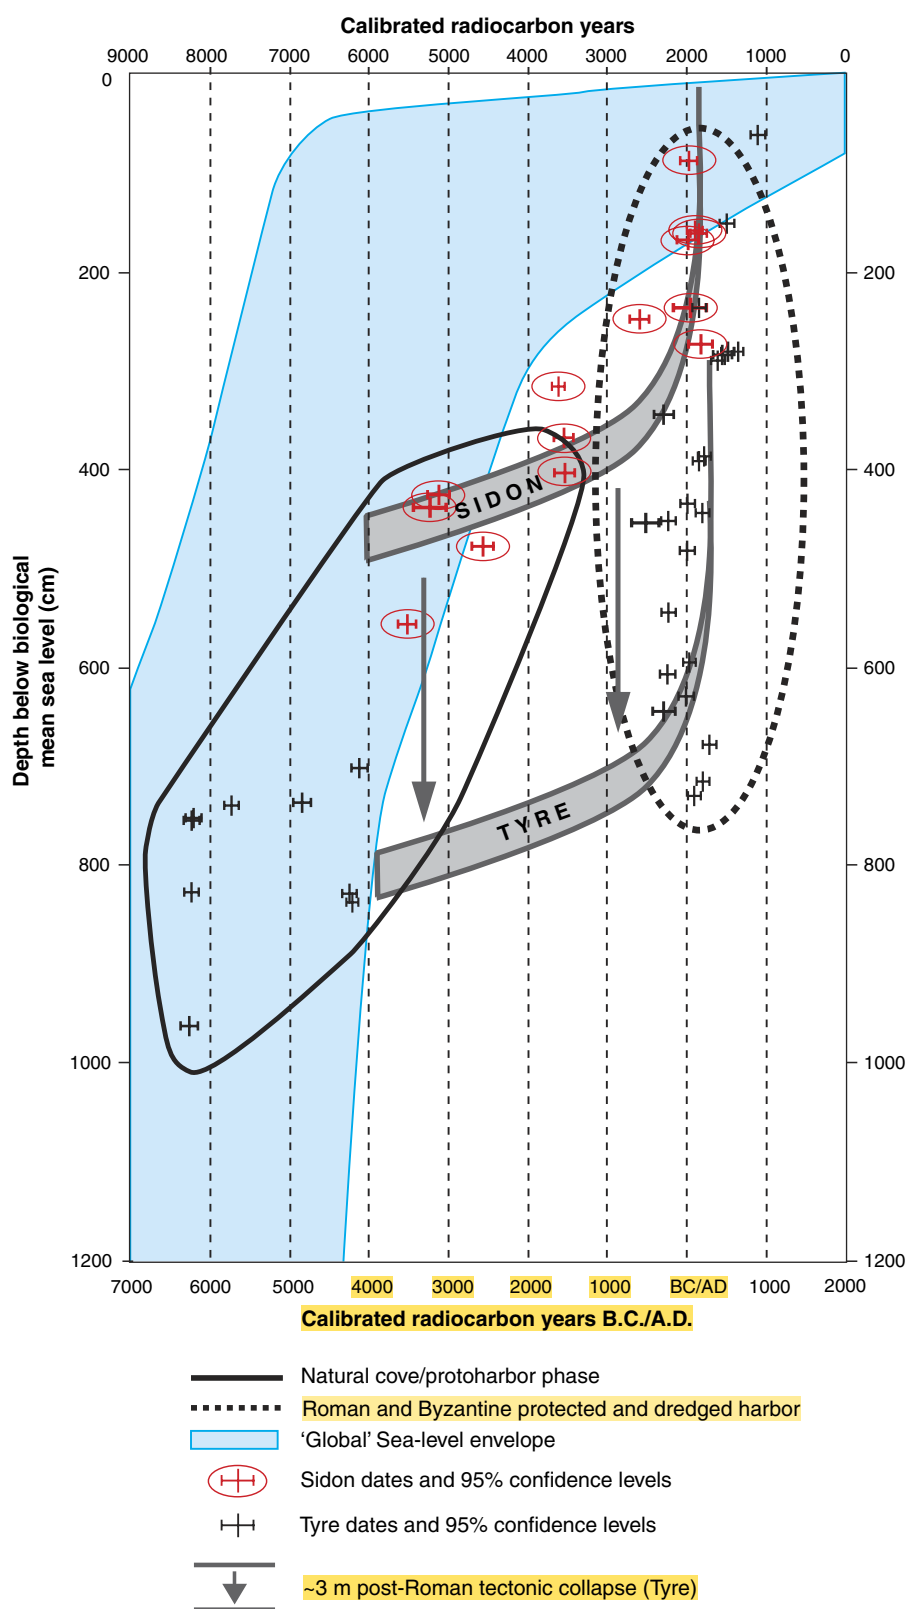 Calibrated radiocarbon years
9000 8000 7000 6000 5000 4000 3000 2000 1000 0
0
200 200
400 400
SIDON
600 600
TYRE
800 800
1000 1000
1200 1200
Depth below biological
mean sea level (cm)
7000 6000 5000 4000 3000 2000 1000 BC/AD 1000 2000
Calibrated radiocarbon years B.C./A.D.
Natural cove/protoharbor phase
Roman and Byzantine protected and dredged harbor
‘Global’ Sea-level envelope
Sidon dates and 95% confidence levels
Tyre dates and 95% confidence levels
~3 m post-Roman tectonic collapse (Tyre)